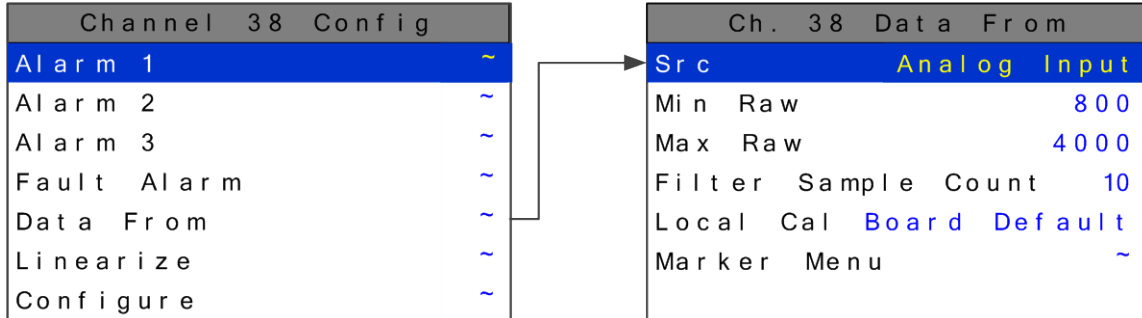 Channel 38 Config
Alarm 1 ~
Alarm 2 ~
Alarm 3 ~
Fault Alarm ~
Data From ~
Linearize ~
Configure ~
Ch. 38 Data From
Src Analog Input
Min Raw 800
Max Raw 4000
Filter Sample Count 10
Local Cal Board Default
Marker Menu ~